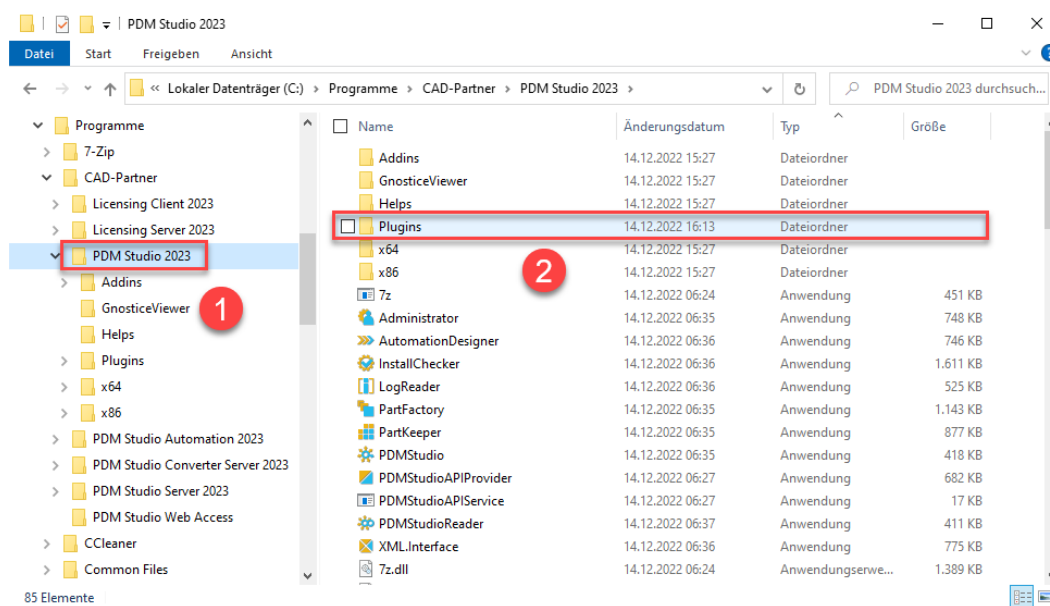 PDM Studio 2023
Datei Start Freigeben Ansicht
« Lokaler Datenträger (C:) › Programme › CAD-Partner › PDM Studio 2023 › PDM Studio 2023 durchsuch...
Programme
7-Zip
CAD-Partner
Licensing Client 2023
Licensing Server 2023
PDM Studio 2023
Addins
GnosticeViewer
Helps
Plugins
x64
x86
PDM Studio Automation 2023
PDM Studio Converter Server 2023
PDM Studio Server 2023
PDM Studio Web Access
CCleaner
Common Files
1
Name Änderungsdatum Typ Größe
Addins 14.12.2022 15:27 Dateiordner
GnosticeViewer 14.12.2022 15:27 Dateiordner
Helps 14.12.2022 15:27 Dateiordner
Plugins 14.12.2022 16:13 Dateiordner
x64 14.12.2022 15:27 Dateiordner
x86 14.12.2022 15:27 Dateiordner
2
7z 14.12.2022 06:24 Anwendung 451 KB
Administrator 14.12.2022 06:35 Anwendung 748 KB
AutomationDesigner 14.12.2022 06:36 Anwendung 746 KB
InstallChecker 14.12.2022 06:36 Anwendung 1.611 KB
LogReader 14.12.2022 06:36 Anwendung 525 KB
PartFactory 14.12.2022 06:35 Anwendung 1.143 KB
PartKeeper 14.12.2022 06:35 Anwendung 877 KB
PDMStudio 14.12.2022 06:35 Anwendung 418 KB
PDMStudioAPIProvider 14.12.2022 06:27 Anwendung 682 KB
PDMStudioAPIService 14.12.2022 06:27 Anwendung 17 KB
PDMStudioReader 14.12.2022 06:37 Anwendung 411 KB
XML.Interface 14.12.2022 06:36 Anwendung 775 KB
7z.dll 14.12.2022 06:24 Anwendungserwe... 1.389 KB
85 Elemente